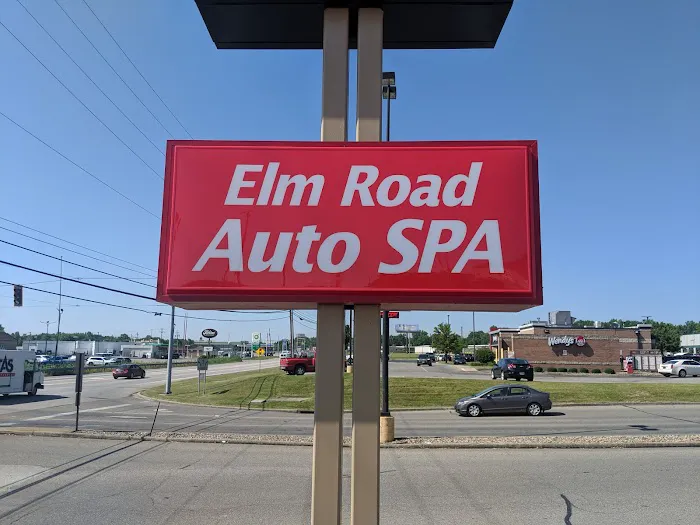 Elm Road
Auto SPA
Wendy's